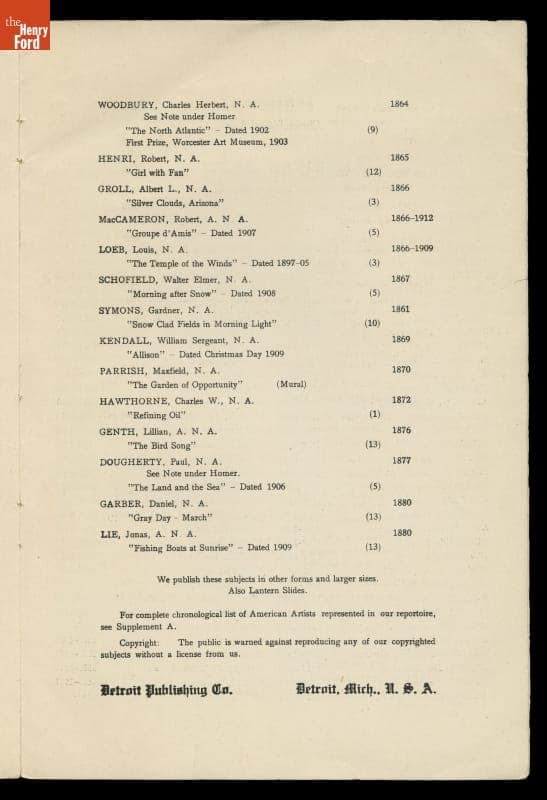 the
Henry
Ford
WOODBURY, Charles Herbert, N. A. 1864
See Note under Homer
"The North Atlantic" – Dated 1902 (9)
First Prize, Worcester Art Museum, 1903
HENRI, Robert, N. A. 1865
"Girl with Fan" (12)
GROLL, Albert L., N. A. 1866
"Silver Clouds, Arizona" (3)
MacCAMERON, Robert, A. N. A. 1866-1912
"Groupe d'Amis" – Dated 1907 (5)
LOEB, Louis, N. A. 1866-1909
"The Temple of the Winds" – Dated 1897-05 (3)
SCHOFIELD, Walter Elmer, N. A. 1867
"Morning after Snow" – Dated 1908 (5)
SYMONS, Gardner, N. A. 1861
"Snow Clad Fields in Morning Light" (10)
KENDALL, William Sergeant, N. A. 1869
"Allison" – Dated Christmas Day 1909
PARRISH, Maxfield, N. A. 1870
"The Garden of Opportunity" (Mural)
HAWTHORNE, Charles W., N. A. 1872
"Refining Oil" (1)
GENTH, Lillian, A. N. A. 1876
"The Bird Song" (13)
DOUGHERTY, Paul, N. A. 1877
See Note under Homer.
"The Land and the Sea" – Dated 1906 (5)
GARBER, Daniel, N. A. 1880
"Gray Day - March" (13)
LIE, Jonas, A. N. A. 1880
"Fishing Boats at Sunrise" – Dated 1909 (13)
We publish these subjects in other forms and larger sizes.
Also Lantern Slides.
For complete chronological list of American Artists represented in our reportoire,
see Supplement A.
Copyright: The public is warned against reproducing any of our copyrighted
subjects without a license from us.
Detroit Publishing Co. Detroit, Mich., U. S. A.